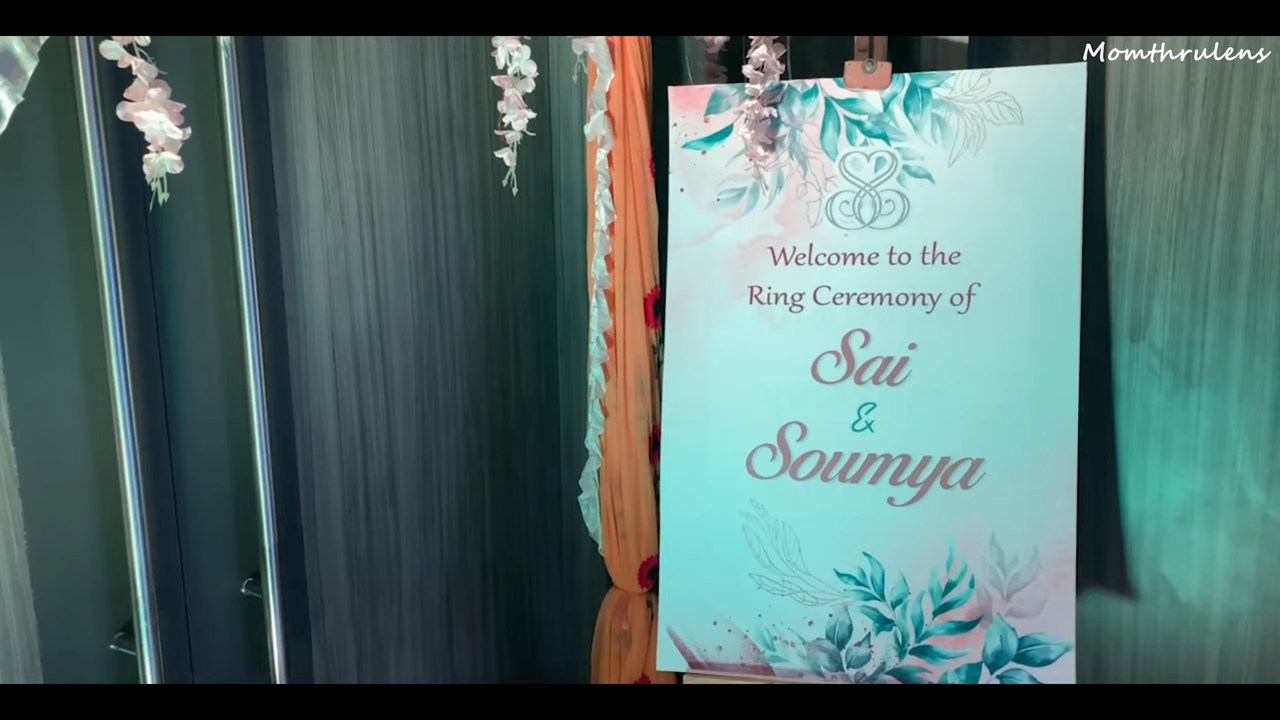 Momthrulens
Welcome to the
Ring Ceremony of
Sai
&
Soumya